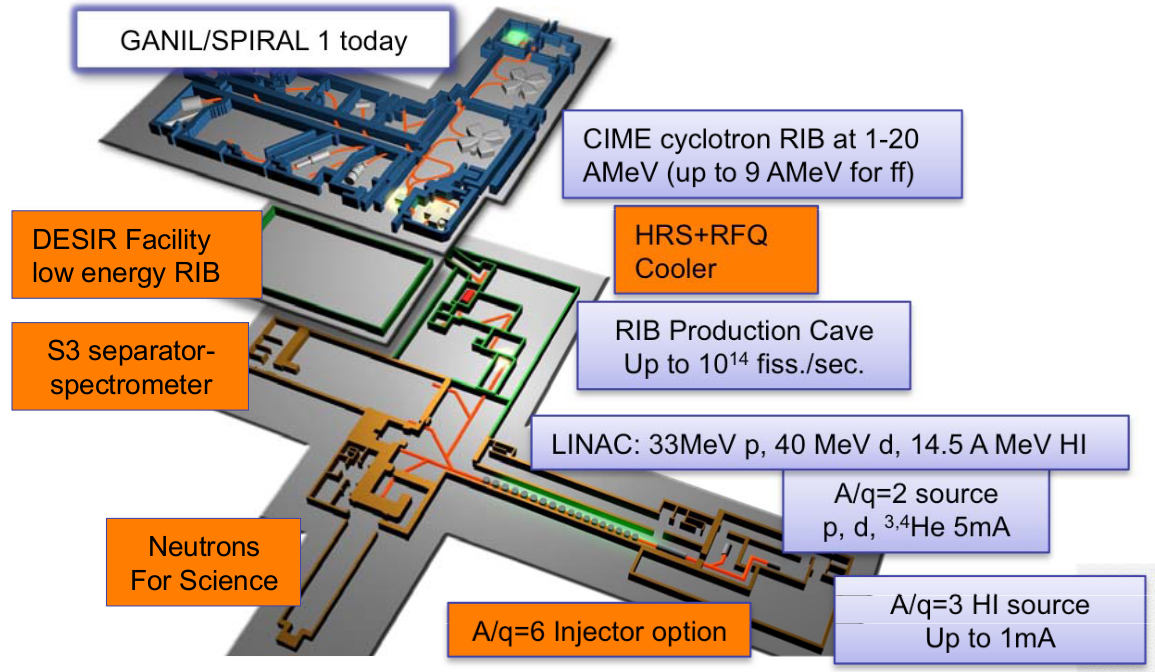 GANIL/SPIRAL 1 today
CIME cyclotron RIB at 1-20
AMeV (up to 9 AMeV for ff)
DESIR Facility
low energy RIB
HRS+RFQ
Cooler
RIB Production Cave
Up to 10¹⁴ fiss./sec.
S3 separator-
spectrometer
LINAC: 33MeV p, 40 MeV d, 14.5 A MeV HI
A/q=2 source
p, d, ³,⁴He 5mA
Neutrons
For Science
A/q=3 HI source
Up to 1mA
A/q=6 Injector option